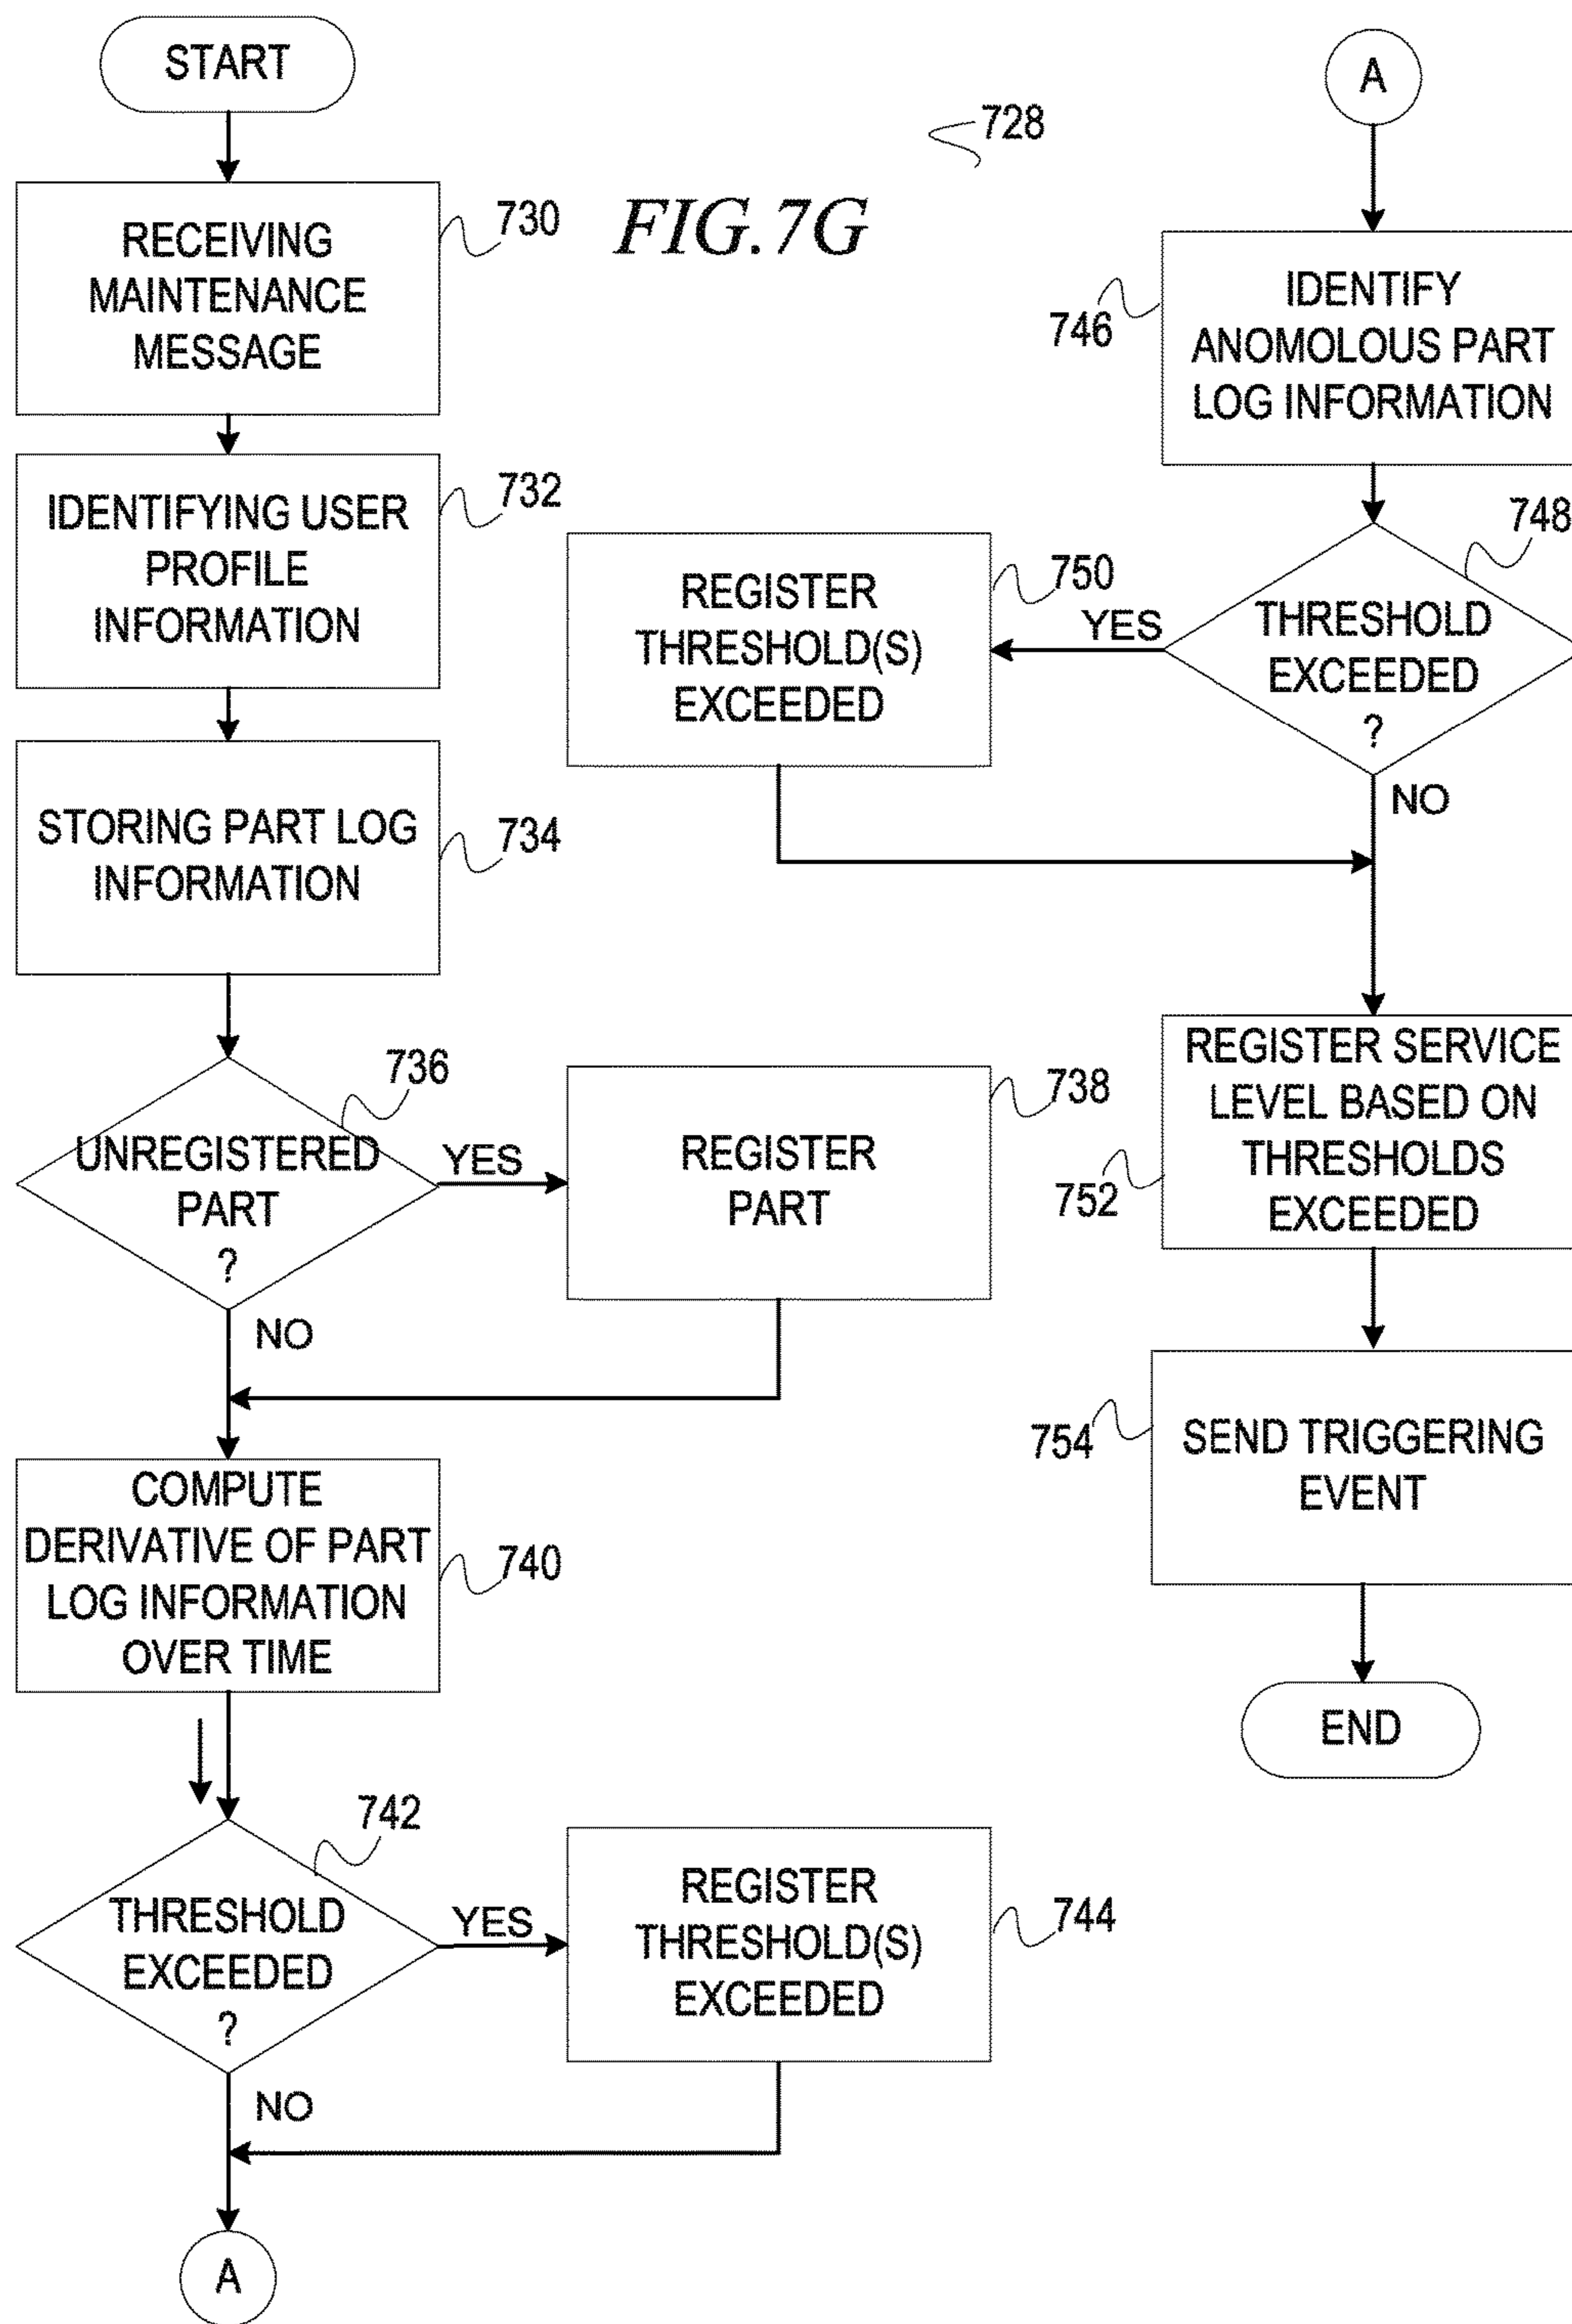 START
RECEIVING
MAINTENANCE
MESSAGE
730
IDENTIFYING USER
PROFILE
INFORMATION
732
STORING PART LOG
INFORMATION
734
UNREGISTERED
PART
?
736
YES
NO
REGISTER
PART
738
COMPUTE
DERIVATIVE OF PART
LOG INFORMATION
OVER TIME
740
THRESHOLD
EXCEEDED
?
742
YES
NO
REGISTER
THRESHOLD(S)
EXCEEDED
744
A
728
FIG. 7G
A
IDENTIFY
ANOMOLOUS PART
LOG INFORMATION
746
THRESHOLD
EXCEEDED
?
748
YES
NO
REGISTER
THRESHOLD(S)
EXCEEDED
750
REGISTER SERVICE
LEVEL BASED ON
THRESHOLDS
EXCEEDED
752
SEND TRIGGERING
EVENT
754
END